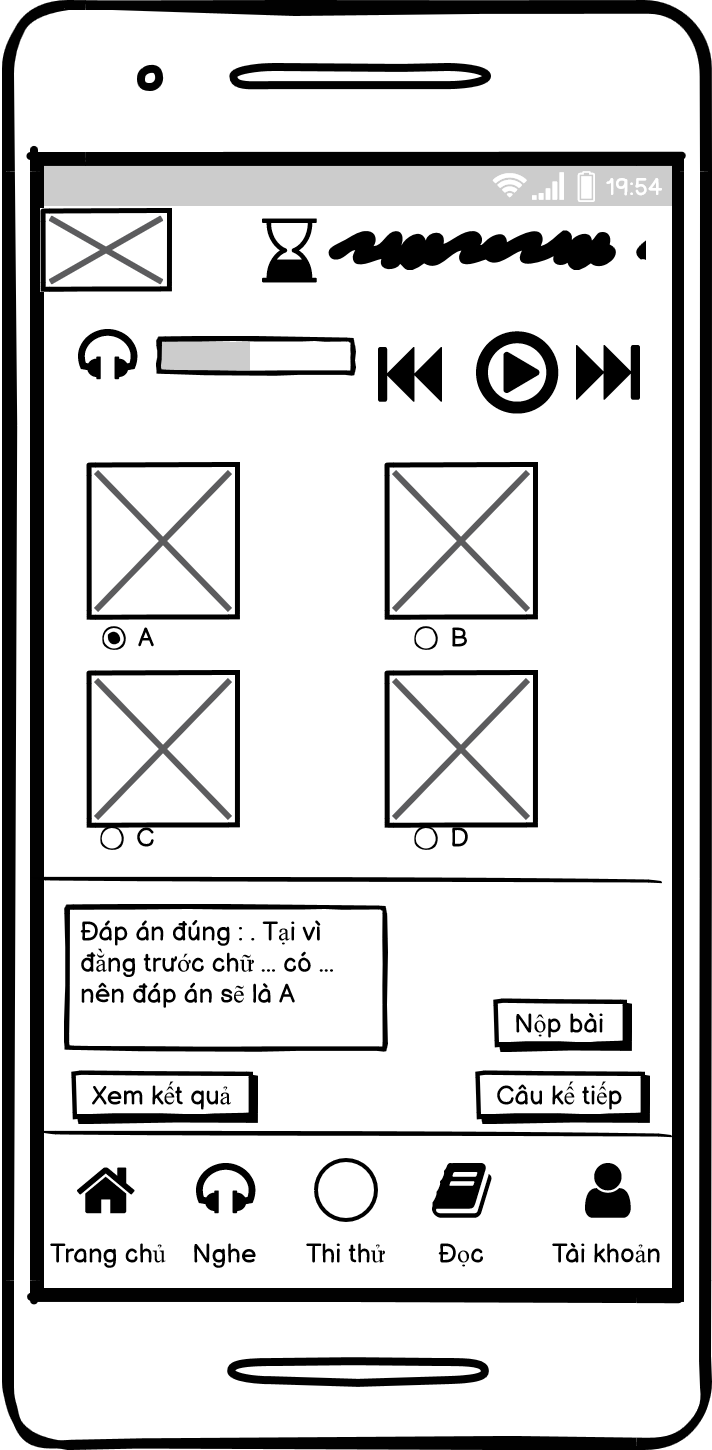 19:54
A
B
C
D
Đáp án đúng : . Tại vì
đằng trước chữ ... có ...
nên đáp án sẽ là A
Nộp bài
Xem kết quả
Câu kế tiếp
Trang chủ
Nghe
Thi thử
Đọc
Tài khoản